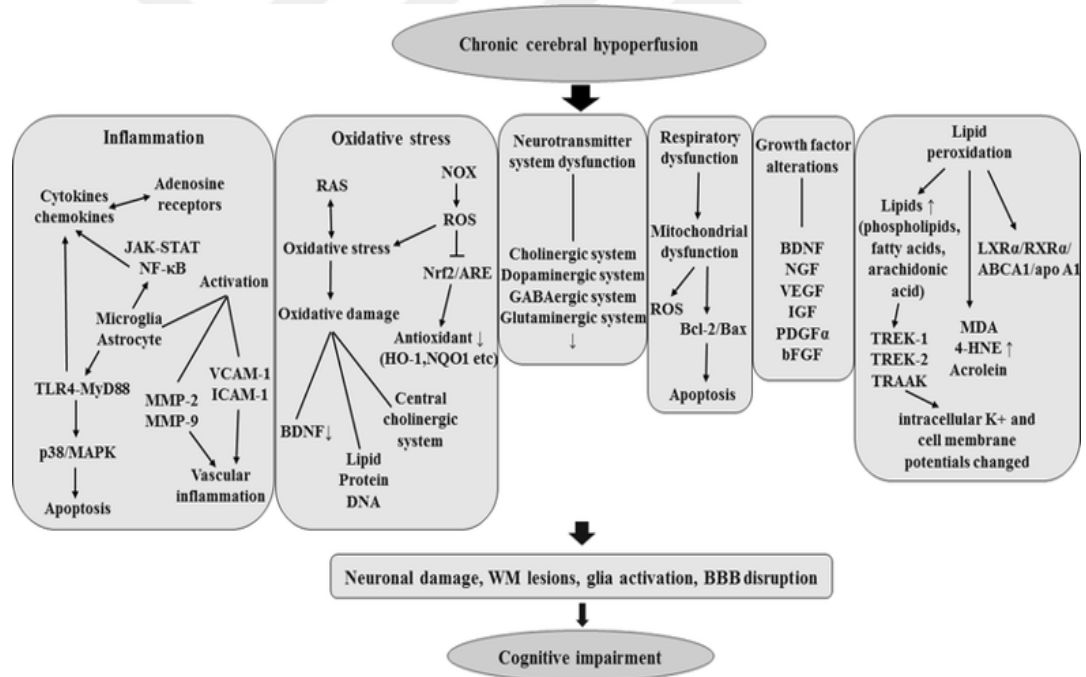 Chronic cerebral hypoperfusion
Inflammation
Cytokines
chemokines
Adenosine
receptors
JAK-STAT
NF-κB
Activation
Microglia
Astrocyte
TLR4-MyD88
VCAM-1
ICAM-1
MMP-2
MMP-9
p38/MAPK
Vascular
inflammation
Apoptosis
Oxidative stress
NOX
RAS
ROS
Oxidative stress
Nrf2/ARE
Oxidative damage
Antioxidant ↓
(HO-1,NQO1 etc)
BDNF↓
Central
cholinergic
system
Lipid
Protein
DNA
Neurotransmitter
system dysfunction
Cholinergic system
Dopaminergic system
GABAergic system
Glutaminergic system
↓
Respiratory
dysfunction
Mitochondrial
dysfunction
ROS
Bcl-2/Bax
Apoptosis
Growth factor
alterations
BDNF
NGF
VEGF
IGF
PDGFα
bFGF
Lipid
peroxidation
Lipids ↑
(phospholipids,
fatty acids,
arachidonic
acid)
LXRα/RXRα/
ABCA1/apo A1
TREK-1
TREK-2
TRAAK
MDA
4-HNE ↑
Acrolein
intracellular K+ and
cell membrane
potentials changed
Neuronal damage, WM lesions, glia activation, BBB disruption
Cognitive impairment